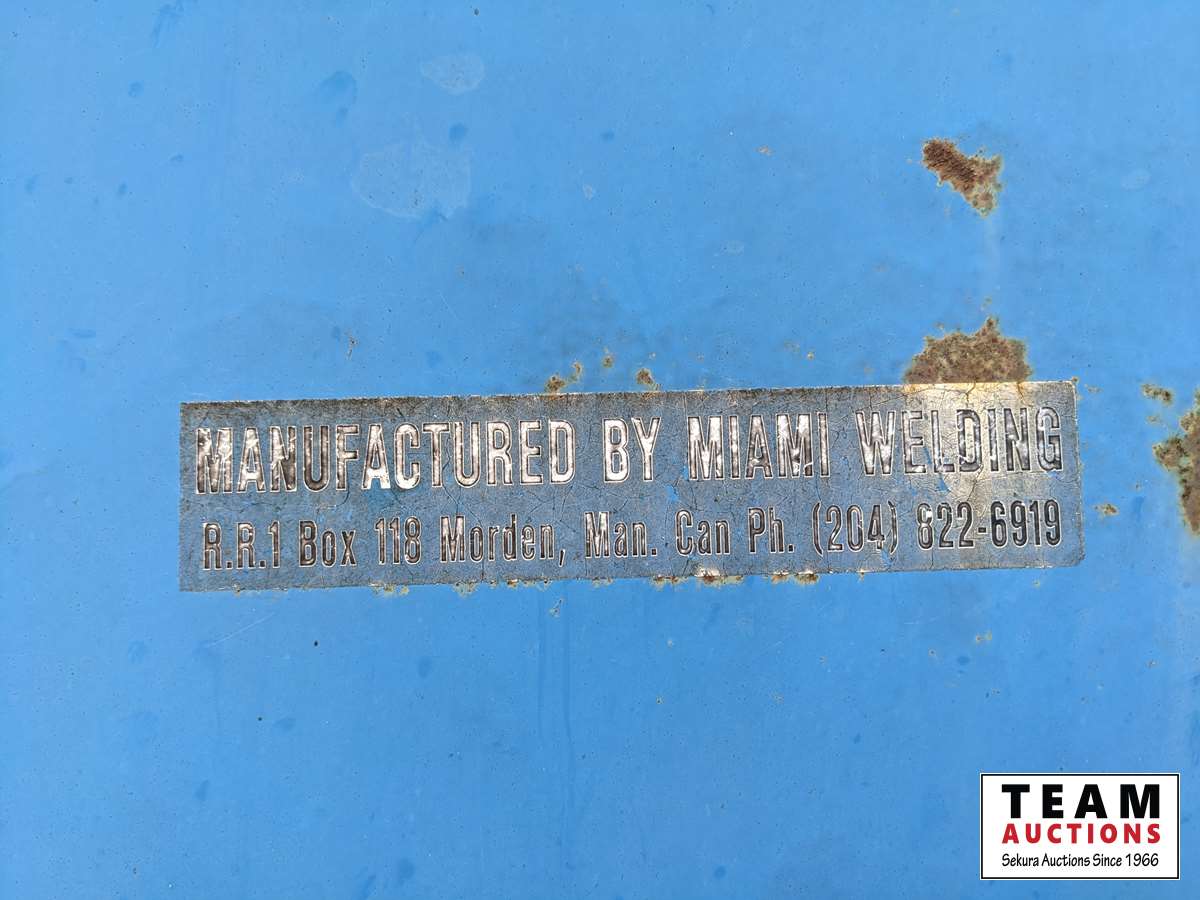 MANUFACTURED BY MIAMI WELDING
R.R.1 Box 118 Morden, Man. Can Ph. (204) 822-6919
TEAM
AUCTIONS
Sekura Auctions Since 1966